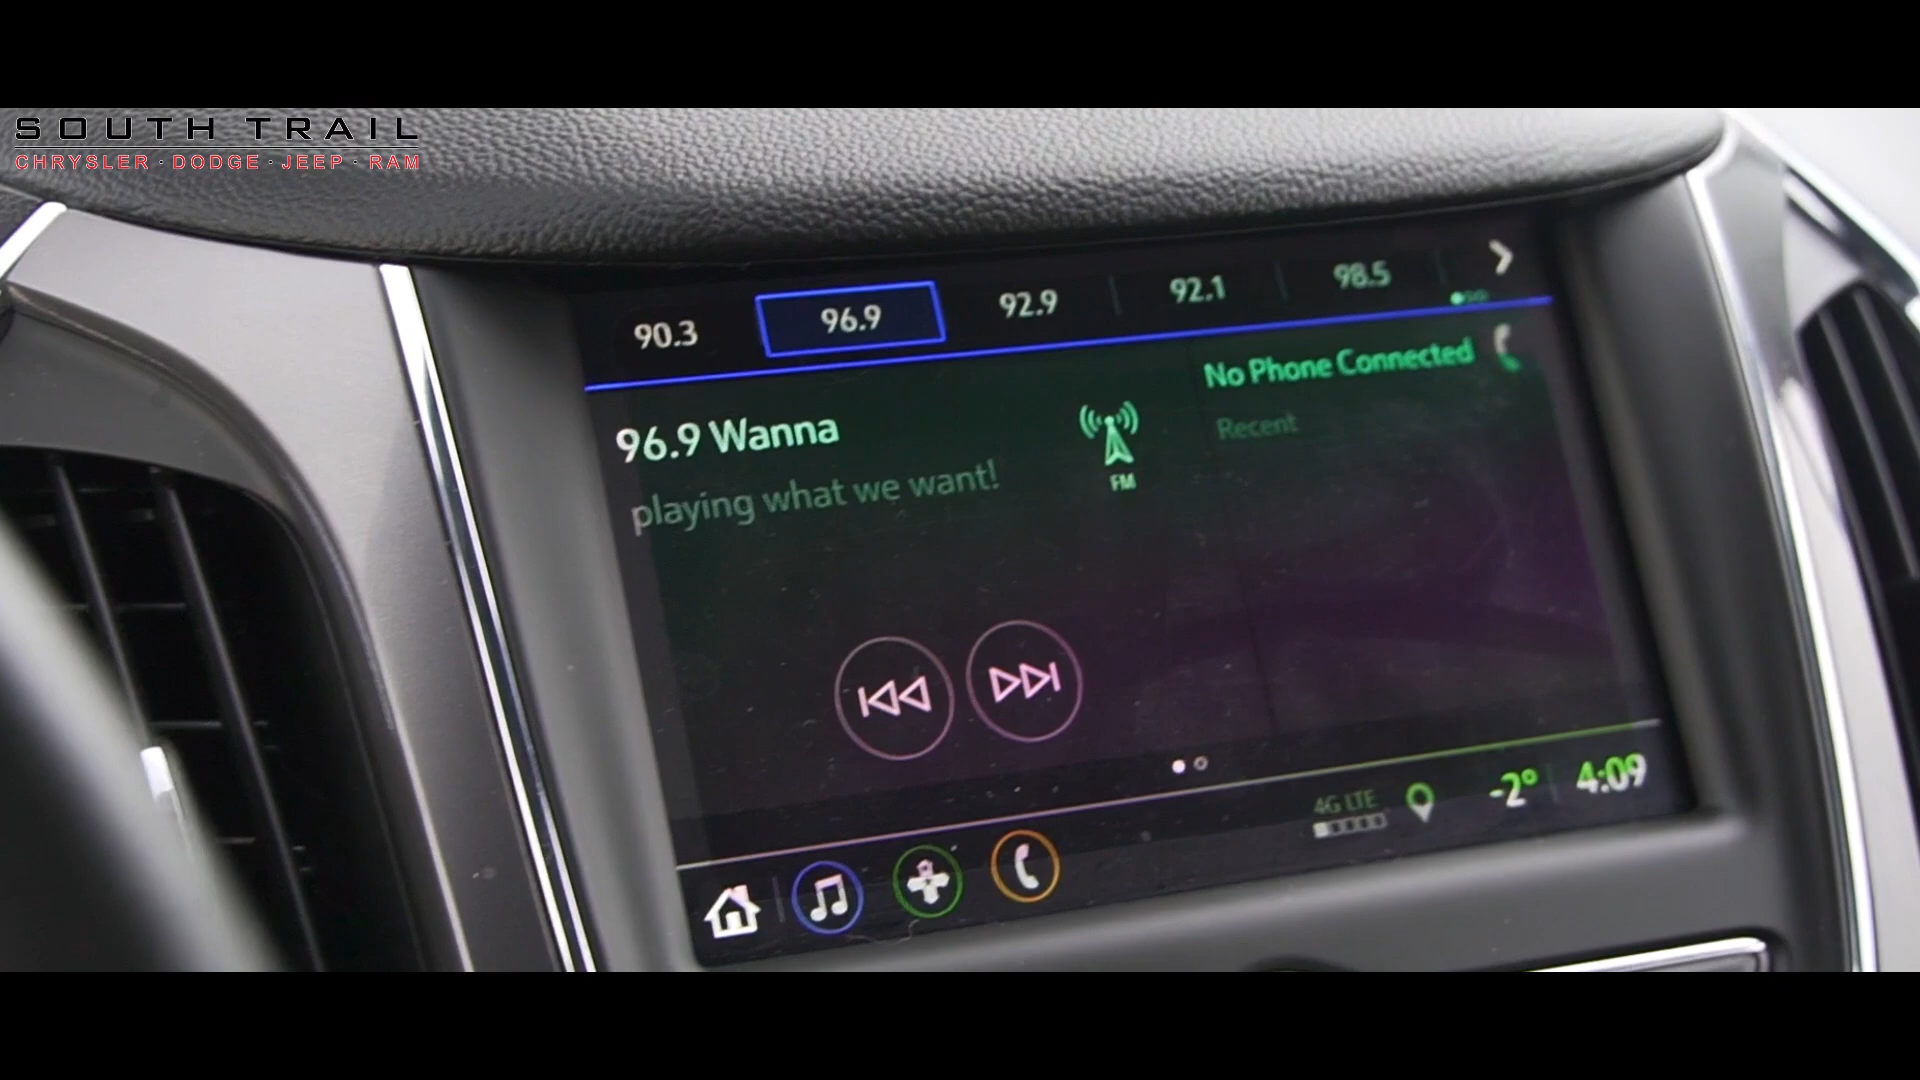 SOUTH TRAIL
CHRYSLER · DODGE · JEEP · RAM
90.3 96.9 92.9 92.1 98.5
No Phone Connected
96.9 Wanna
Recent
playing what we want!
FM
4G LTE -2° 4:09